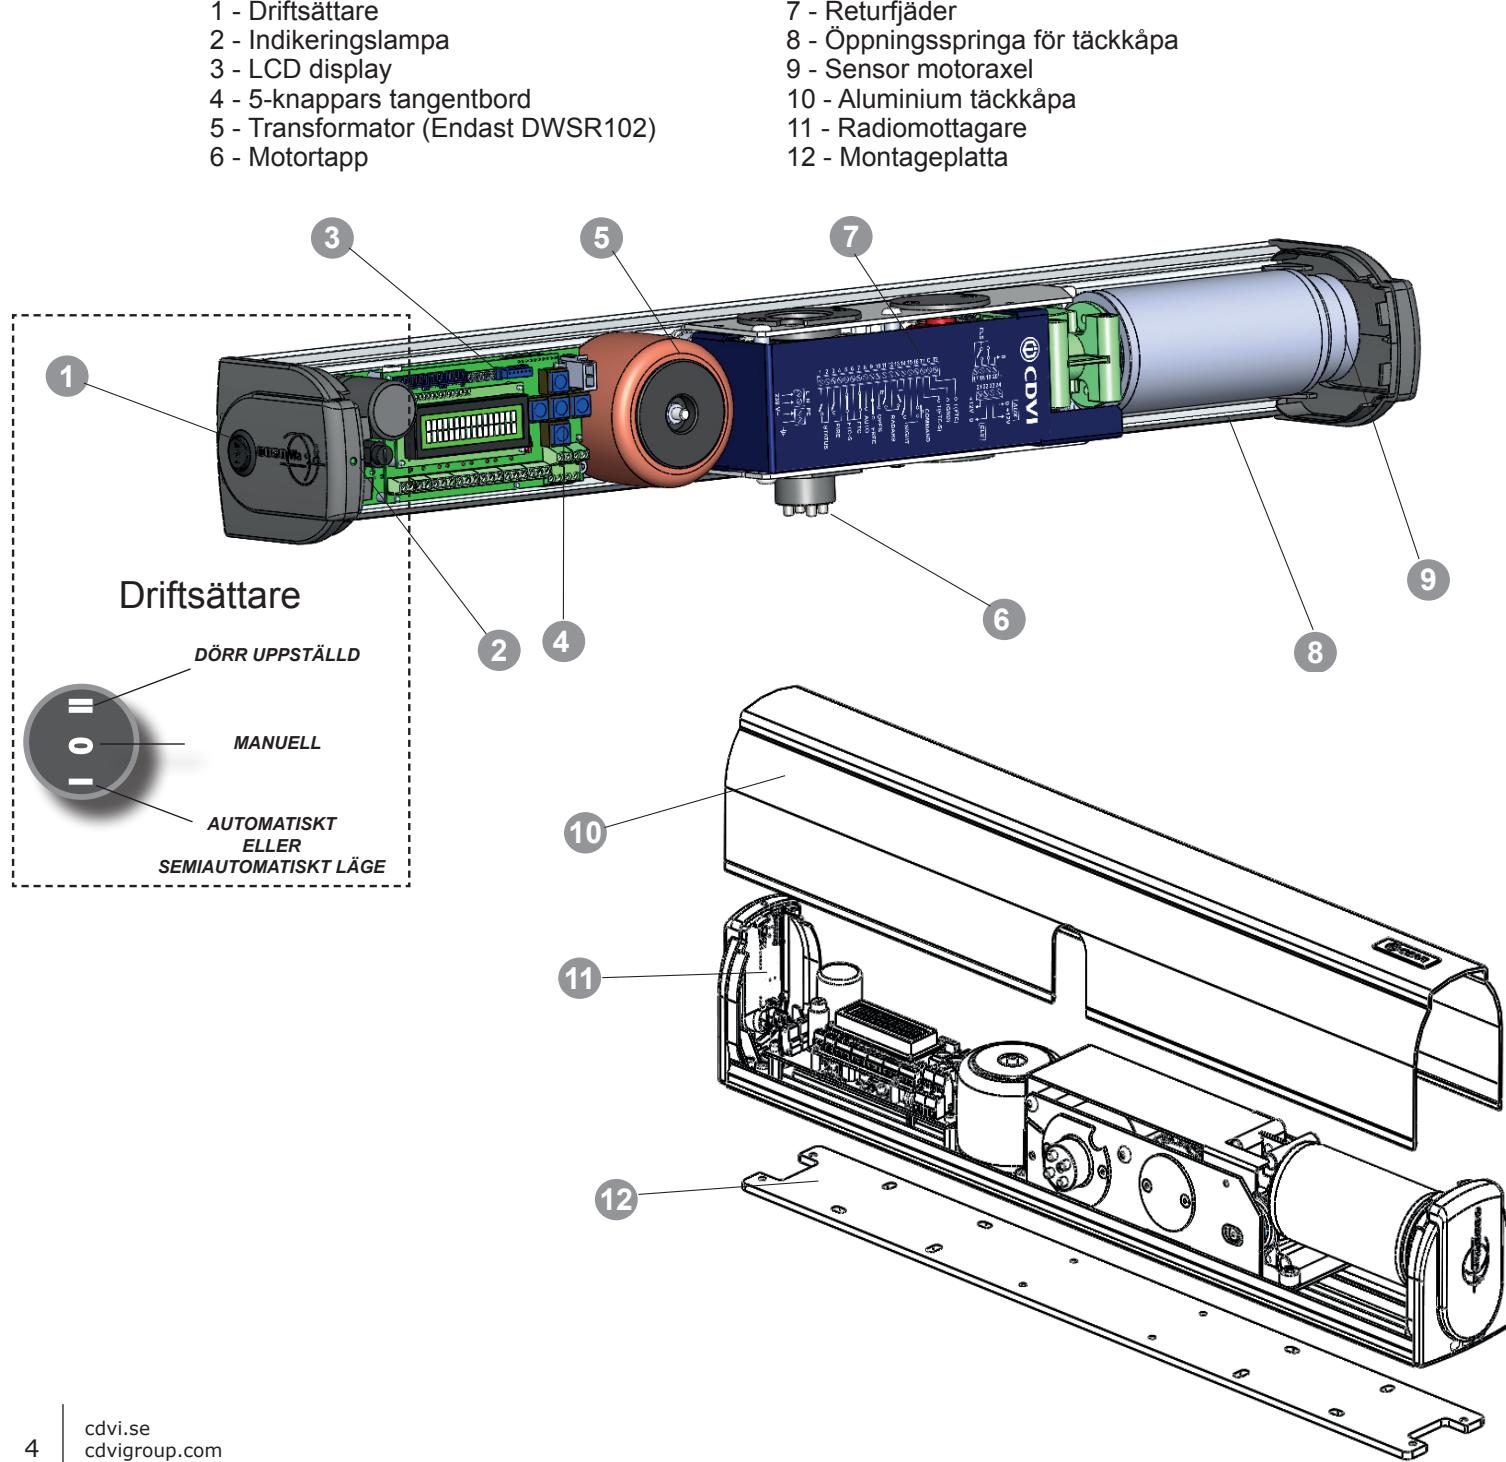 1 - Driftsättare
2 - Indikeringslampa
3 - LCD display
4 - 5-knappars tangentbord
5 - Transformator (Endast DWSR102)
6 - Motortapp
7 - Returfjäder
8 - Öppningsspringa för täckkåpa
9 - Sensor motoraxel
10 - Aluminium täckkåpa
11 - Radiomottagare
12 - Montageplatta
3
5
7
1
CDVI
9
6
2
4
8
Driftsättare
DÖRR UPPSTÄLLD
II
0
MANUELL
I
AUTOMATISKT
ELLER
SEMIAUTOMATISKT LÄGE
10
11
12
4
cdvi.se
cdvigroup.com